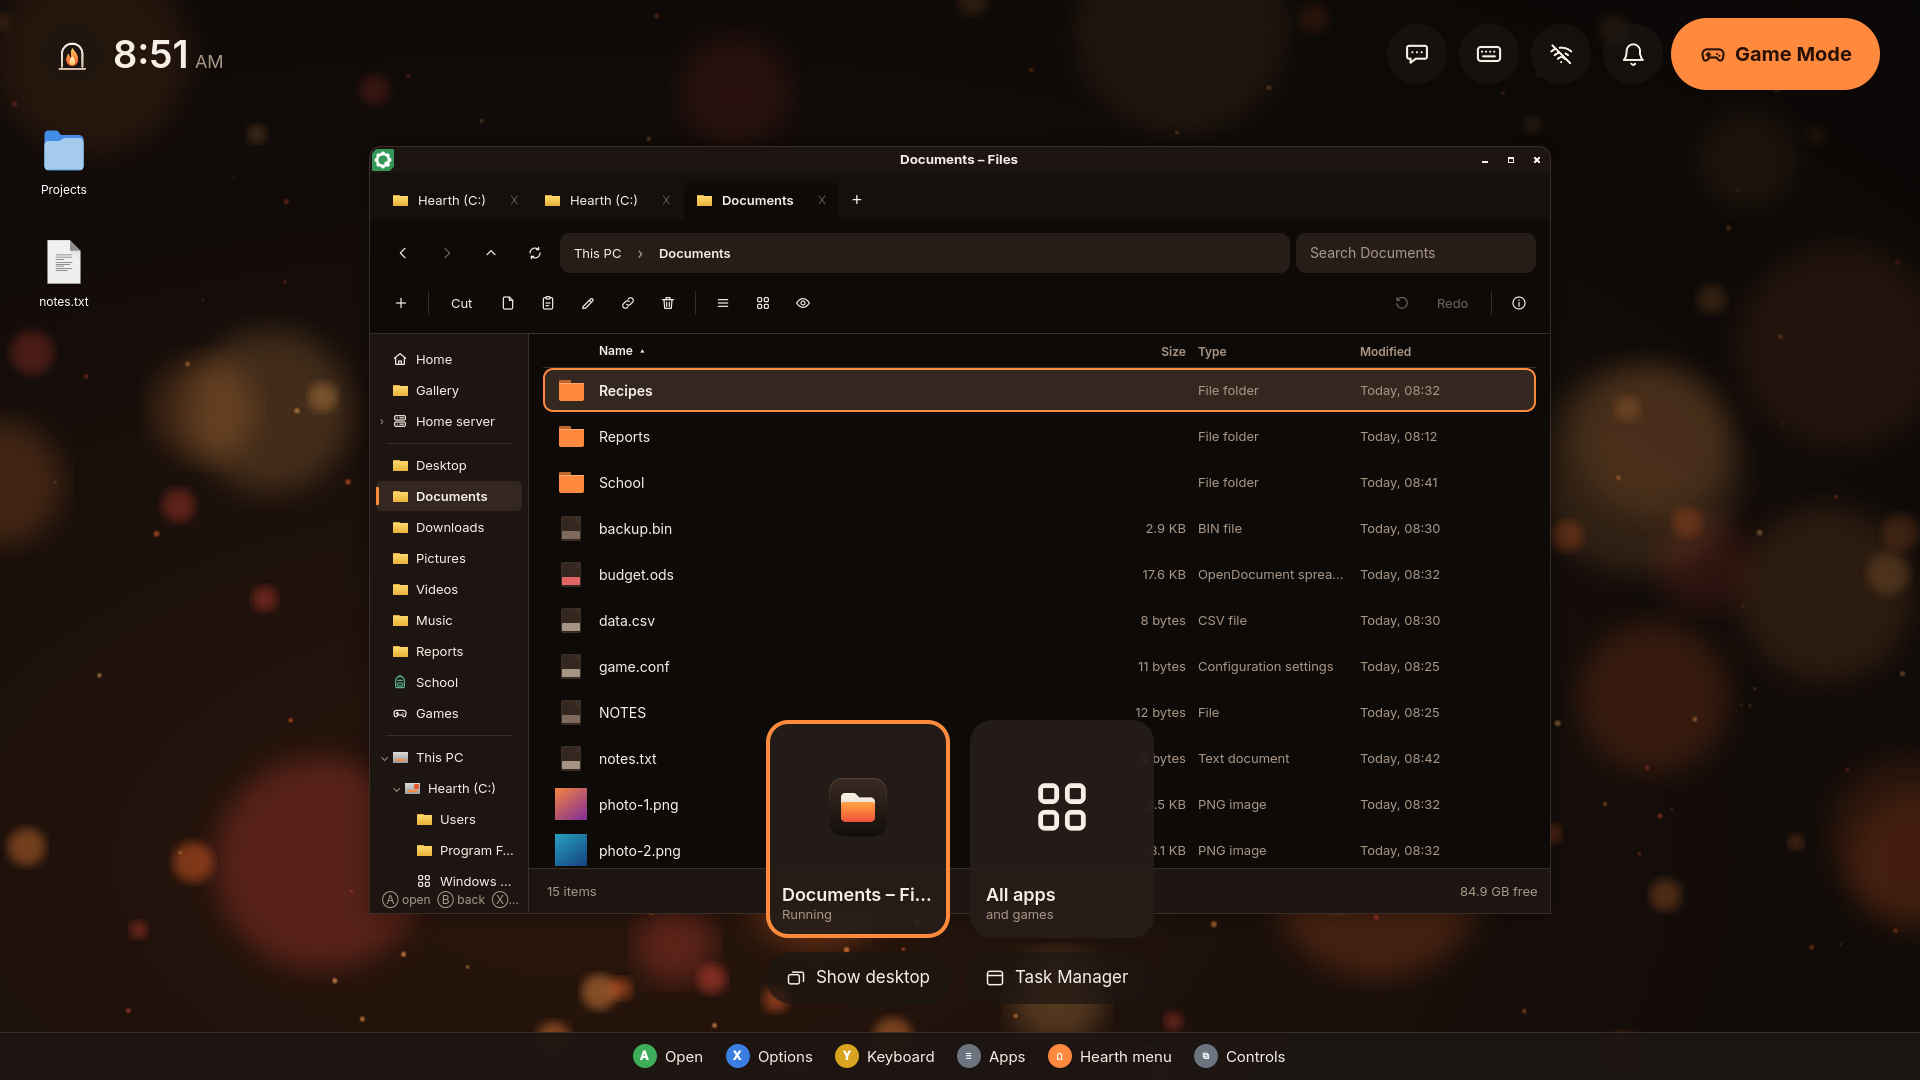 8:51 AM
Game Mode
Projects
notes.txt
Documents – Files
Hearth (C:) X
Hearth (C:) X
Documents X +
This PC › Documents
Search Documents
Cut
Redo
Home
Gallery
Home server
Desktop
Documents
Downloads
Pictures
Videos
Music
Reports
School
Games
This PC
Hearth (C:)
Users
Program F...
Windows ...
A open B back X...
Name Size Type Modified
Recipes File folder Today, 08:32
Reports File folder Today, 08:12
School File folder Today, 08:41
backup.bin 2.9 KB BIN file Today, 08:30
budget.ods 17.6 KB OpenDocument sprea... Today, 08:32
data.csv 8 bytes CSV file Today, 08:30
game.conf 11 bytes Configuration settings Today, 08:25
NOTES 12 bytes File Today, 08:25
notes.txt bytes Text document Today, 08:42
photo-1.png .5 KB PNG image Today, 08:32
photo-2.png .1 KB PNG image Today, 08:32
15 items
84.9 GB free
Documents – Fi...
Running
All apps
and games
Show desktop
Task Manager
A Open X Options Y Keyboard Apps Hearth menu Controls